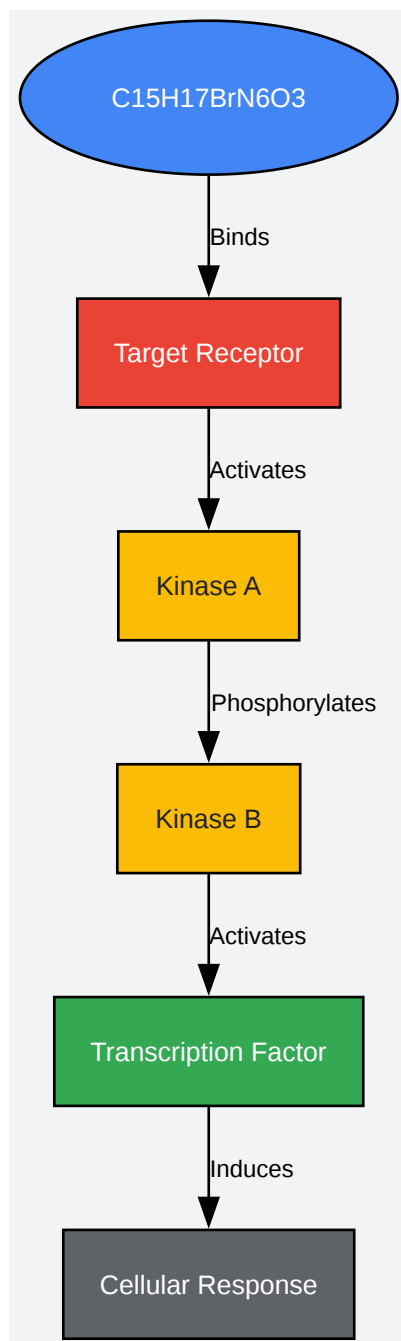 C15H17BrN6O3
Binds
Target Receptor
Activates
Kinase A
Phosphorylates
Kinase B
Activates
Transcription Factor
Induces
Cellular Response